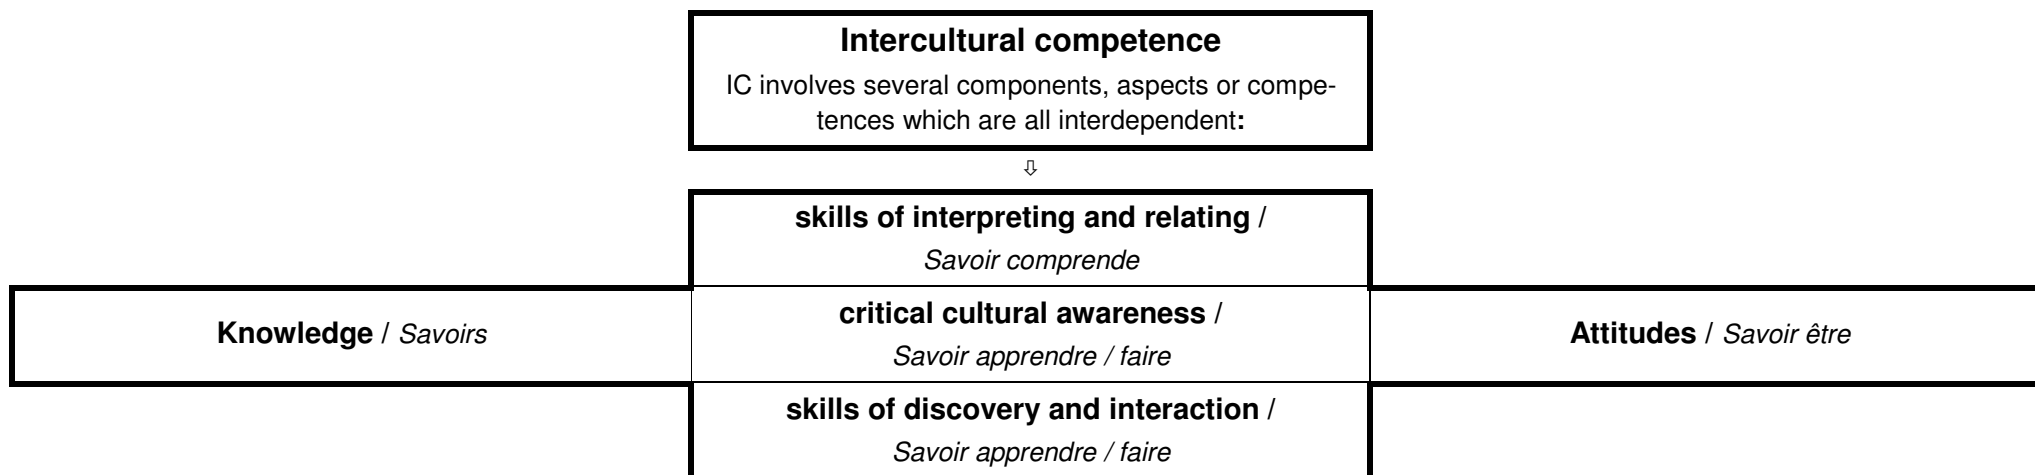 Intercultural competence
IC involves several components, aspects or compe-
tences which are all interdependent:
⇩
skills of interpreting and relating /
Savoir comprende
Knowledge / Savoirs
critical cultural awareness /
Savoir apprendre / faire
Attitudes / Savoir être
skills of discovery and interaction /
Savoir apprendre / faire